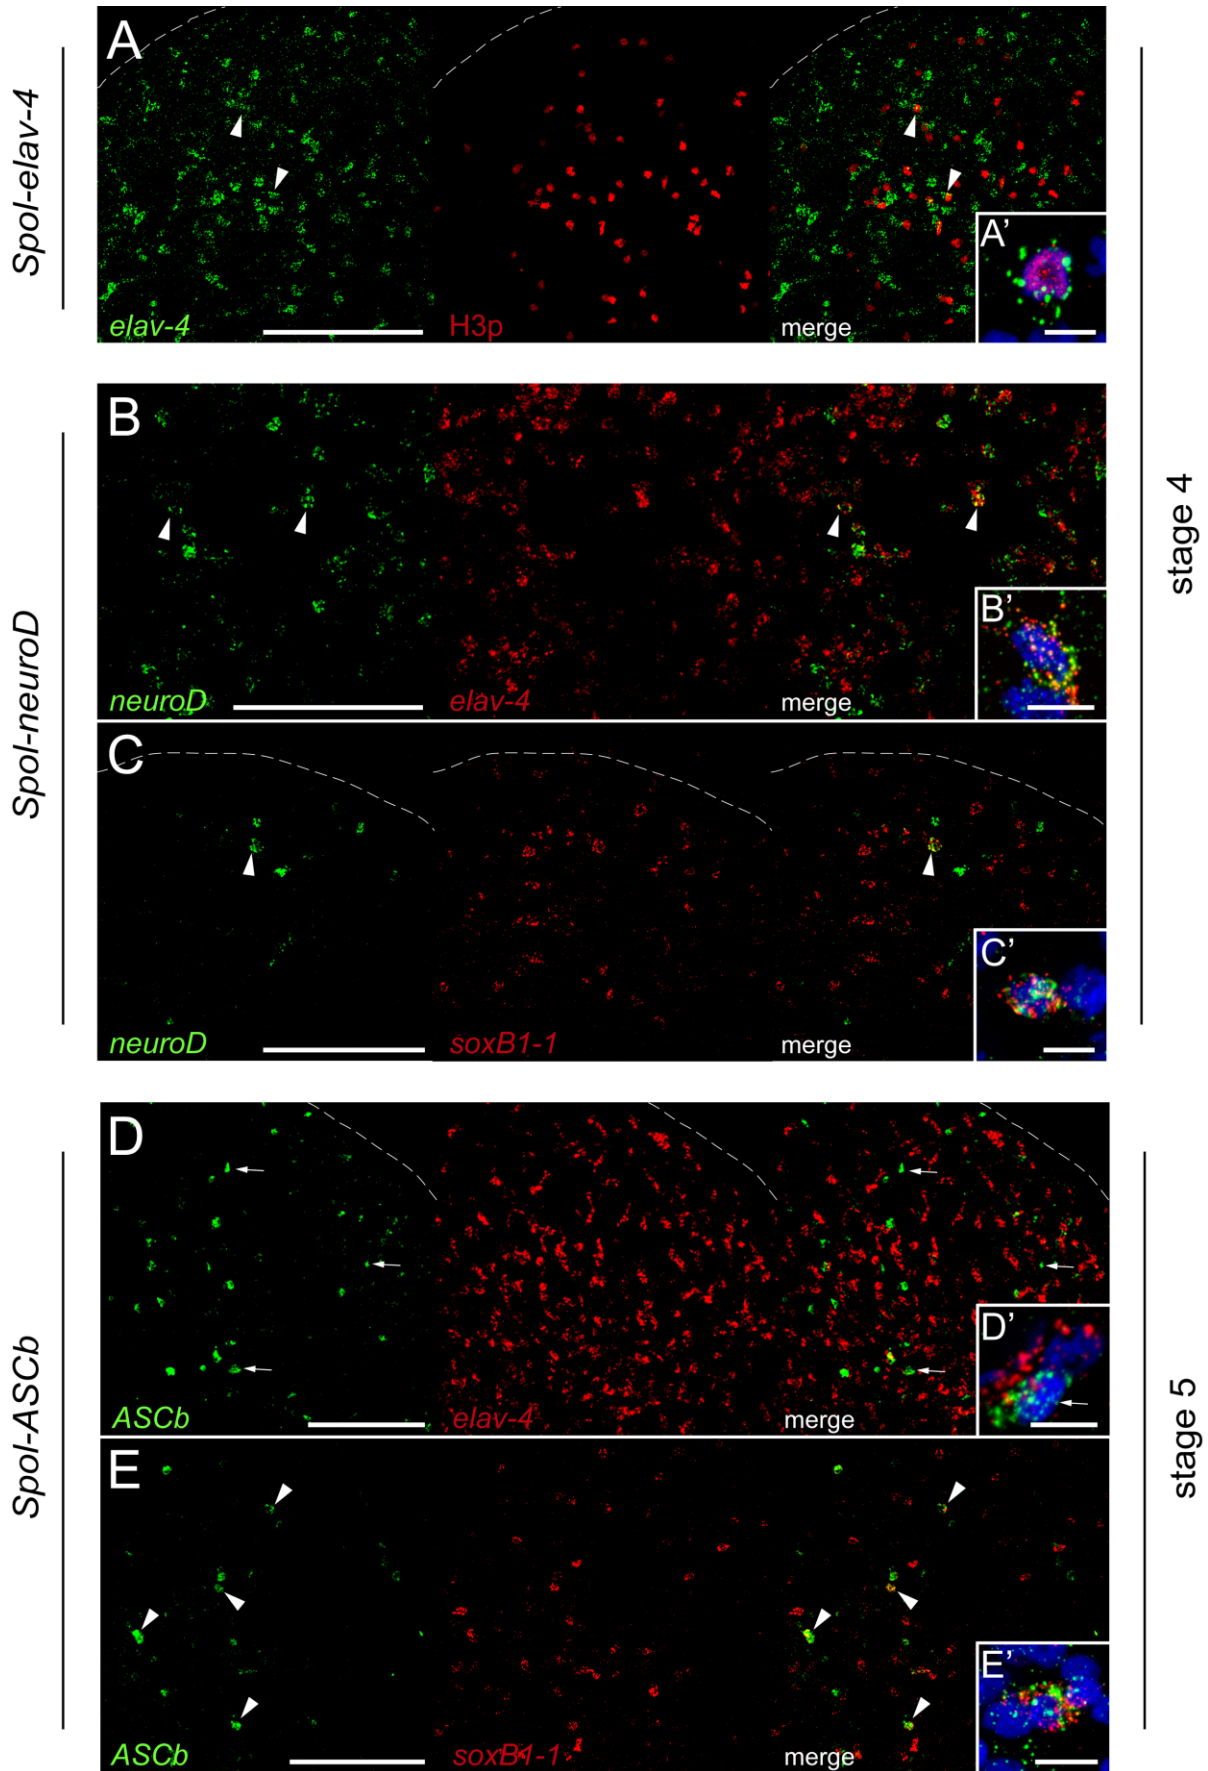 Spol-elav-4
A
elav-4
H3p
merge
A’
stage 4
Spol-neuroD
B
neuroD
elav-4
merge
B’
C
neuroD
soxB1-1
merge
C’
Spol-ASCb
D
ASCb
elav-4
merge
D’
stage 5
E
ASCb
soxB1-1
merge
E’